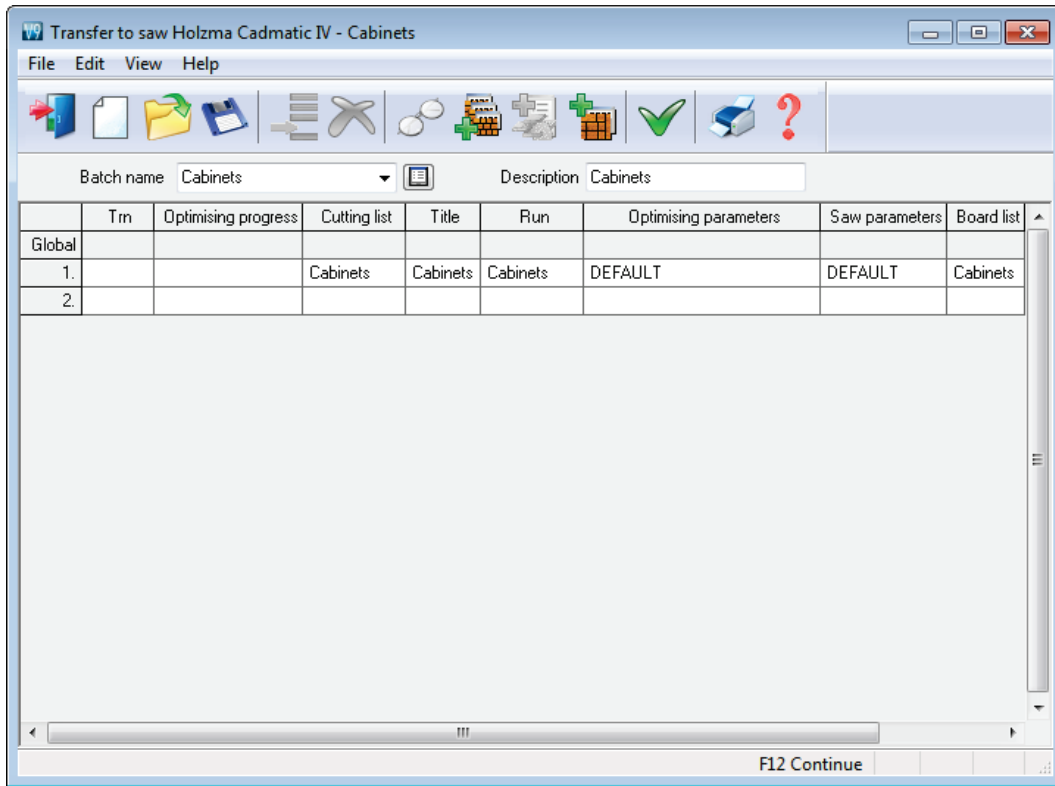 V9 Transfer to saw Holzma Cadmatic IV - Cabinets
File Edit View Help
Batch name Cabinets Description Cabinets
Trn Optimising progress Cutting list Title Run Optimising parameters Saw parameters Board list
Global
1. Cabinets Cabinets Cabinets DEFAULT DEFAULT Cabinets
2.
F12 Continue